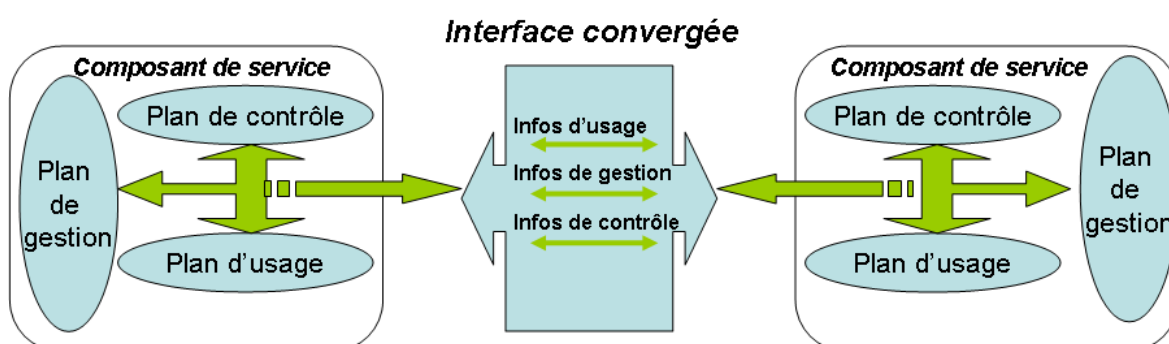 Interface convergée
Composant de service
Plan de contrôle
Plan
de
gestion
Plan d'usage
Infos d'usage
Infos de gestion
Infos de contrôle
Composant de service
Plan de contrôle
Plan
de
gestion
Plan d'usage